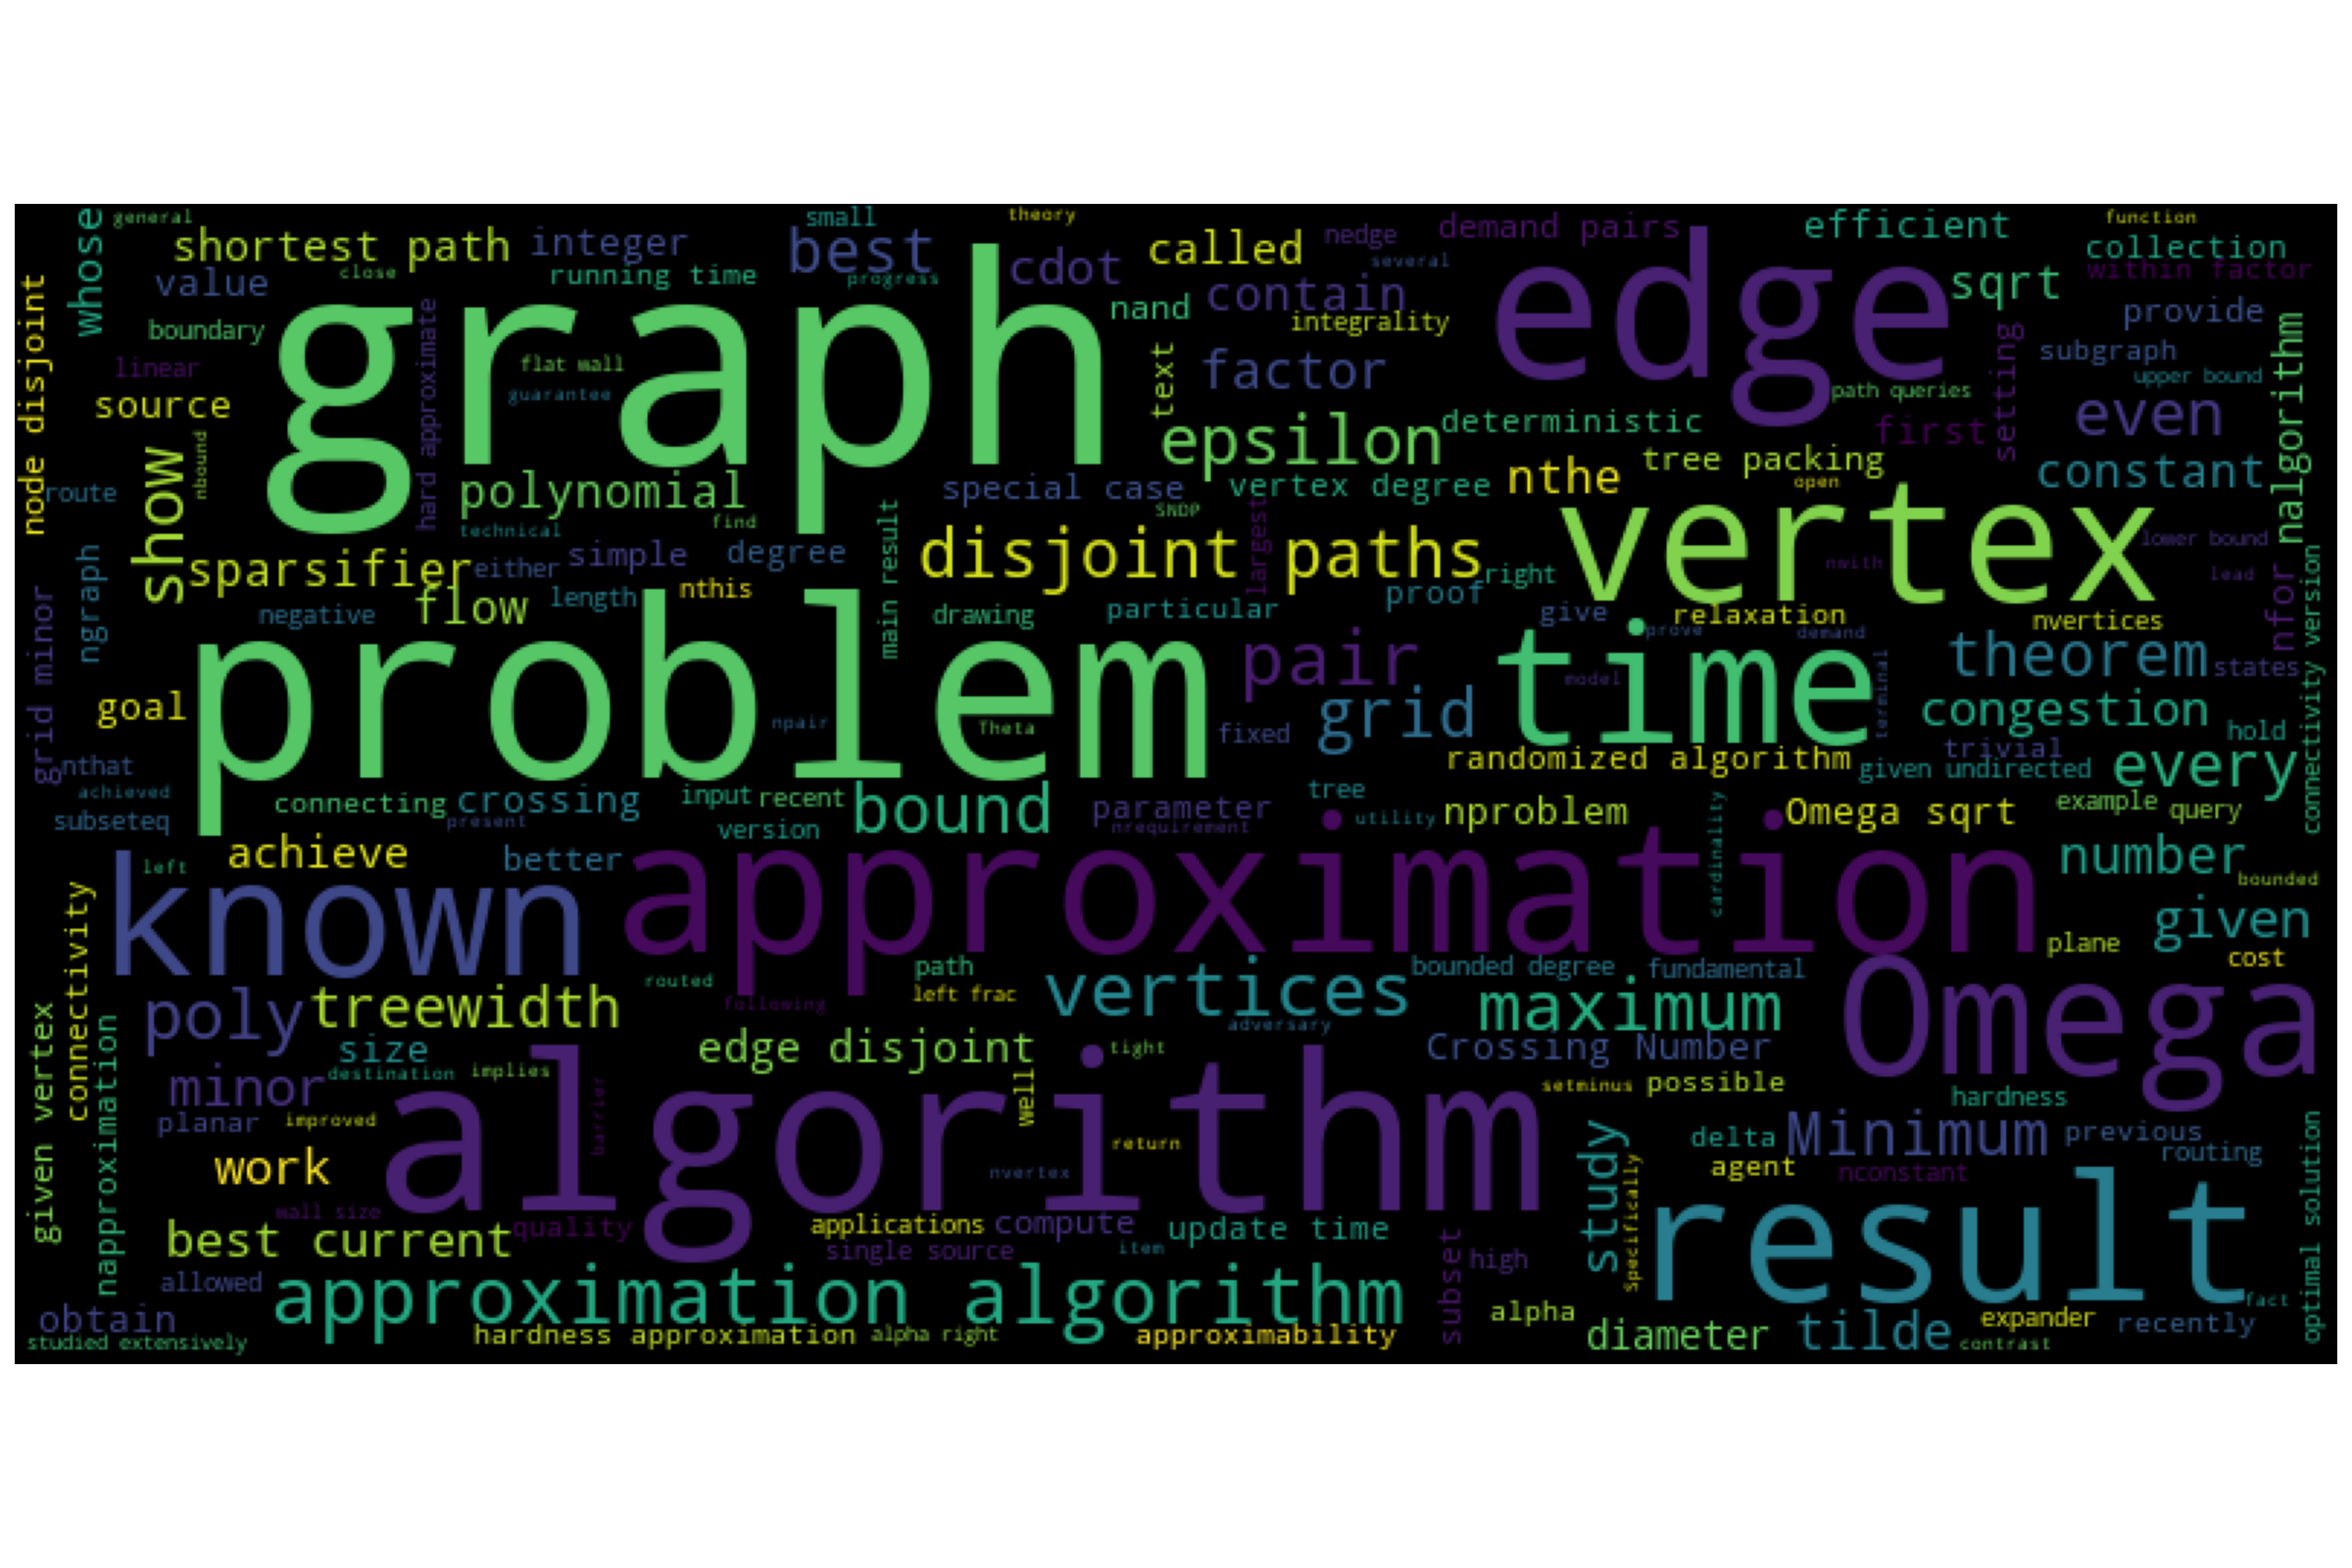 whose
general
shortest path
integer
small
best
theory
called
nedge
demand pairs
efficient
function
collection
value
close
running time
progress
cdot
several
sqrt
within factor
node disjoint
boundary
graph
nand
contain
integrality
edge
provide
linear
hard approximate
flat wall
guarantee
text
factor
setting
subgraph
upper bound
nalgorithm
source
path queries
deterministic
first
even
show
nbound
epsilon
route
polynomial
special case
vertex degree
nthe
tree packing
open
constant
technical
find
SNDP
largest
vertex
lower bound
sparsifier
either
simple
degree
main result
disjoint paths
right
nwith
lead
ngraph
negative
flow
length
nthis
drawing
particular
proof
give
relaxation
nvertices
nfor
connectivity version
grid minor
problem
pair
time
prove
demand
theorem
states
model
terminal
goal
npair
Theta
fixed
grid
congestion
hold
nthat
randomized algorithm
given undirected
trivial
every
achieved
connecting
crossing
input
recent
bound
parameter
tree
subseteq
present
version
nrequirement
utility
nproblem
cardinality
Omega sqrt
example
query
left
achieve
better
approximation
number
bounded
known
given
connectivity
plane
path
bounded degree
fundamental
cost
routed
following
left frac
vertices
adversary
maximum
Omega
given vertex
napproximation
poly
treewidth
size
edge disjoint
tight
Crossing Number
minor
destination
implies
well
setminus
possible
hardness
planar
improved
barrier
algorithm
return
study
delta
Minimum
previous
routing
work
nvertex
specifically
agent
nconstant
optimal solution
wall size
best current
quality
applications
compute
update time
result
single source
item
subset
high
allowed
approximation algorithm
alpha
fact
obtain
hardness approximation
alpha right
approximability
diameter
tilde
expander
recently
studied extensively
contrast